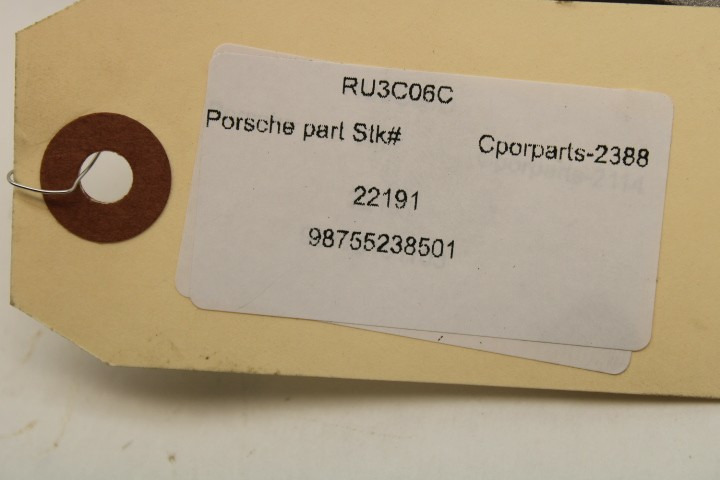 RU3C06C
Porsche part Stk# Cporparts-2388
22191
98755238501